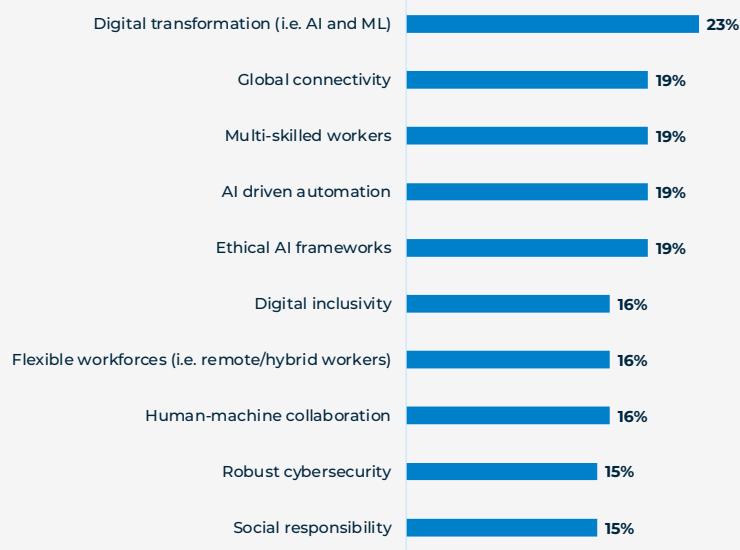 Digital transformation (i.e. AI and ML) 23%
Global connectivity 19%
Multi-skilled workers 19%
AI driven automation 19%
Ethical AI frameworks 19%
Digital inclusivity 16%
Flexible workforces (i.e. remote/hybrid workers) 16%
Human-machine collaboration 16%
Robust cybersecurity 15%
Social responsibility 15%